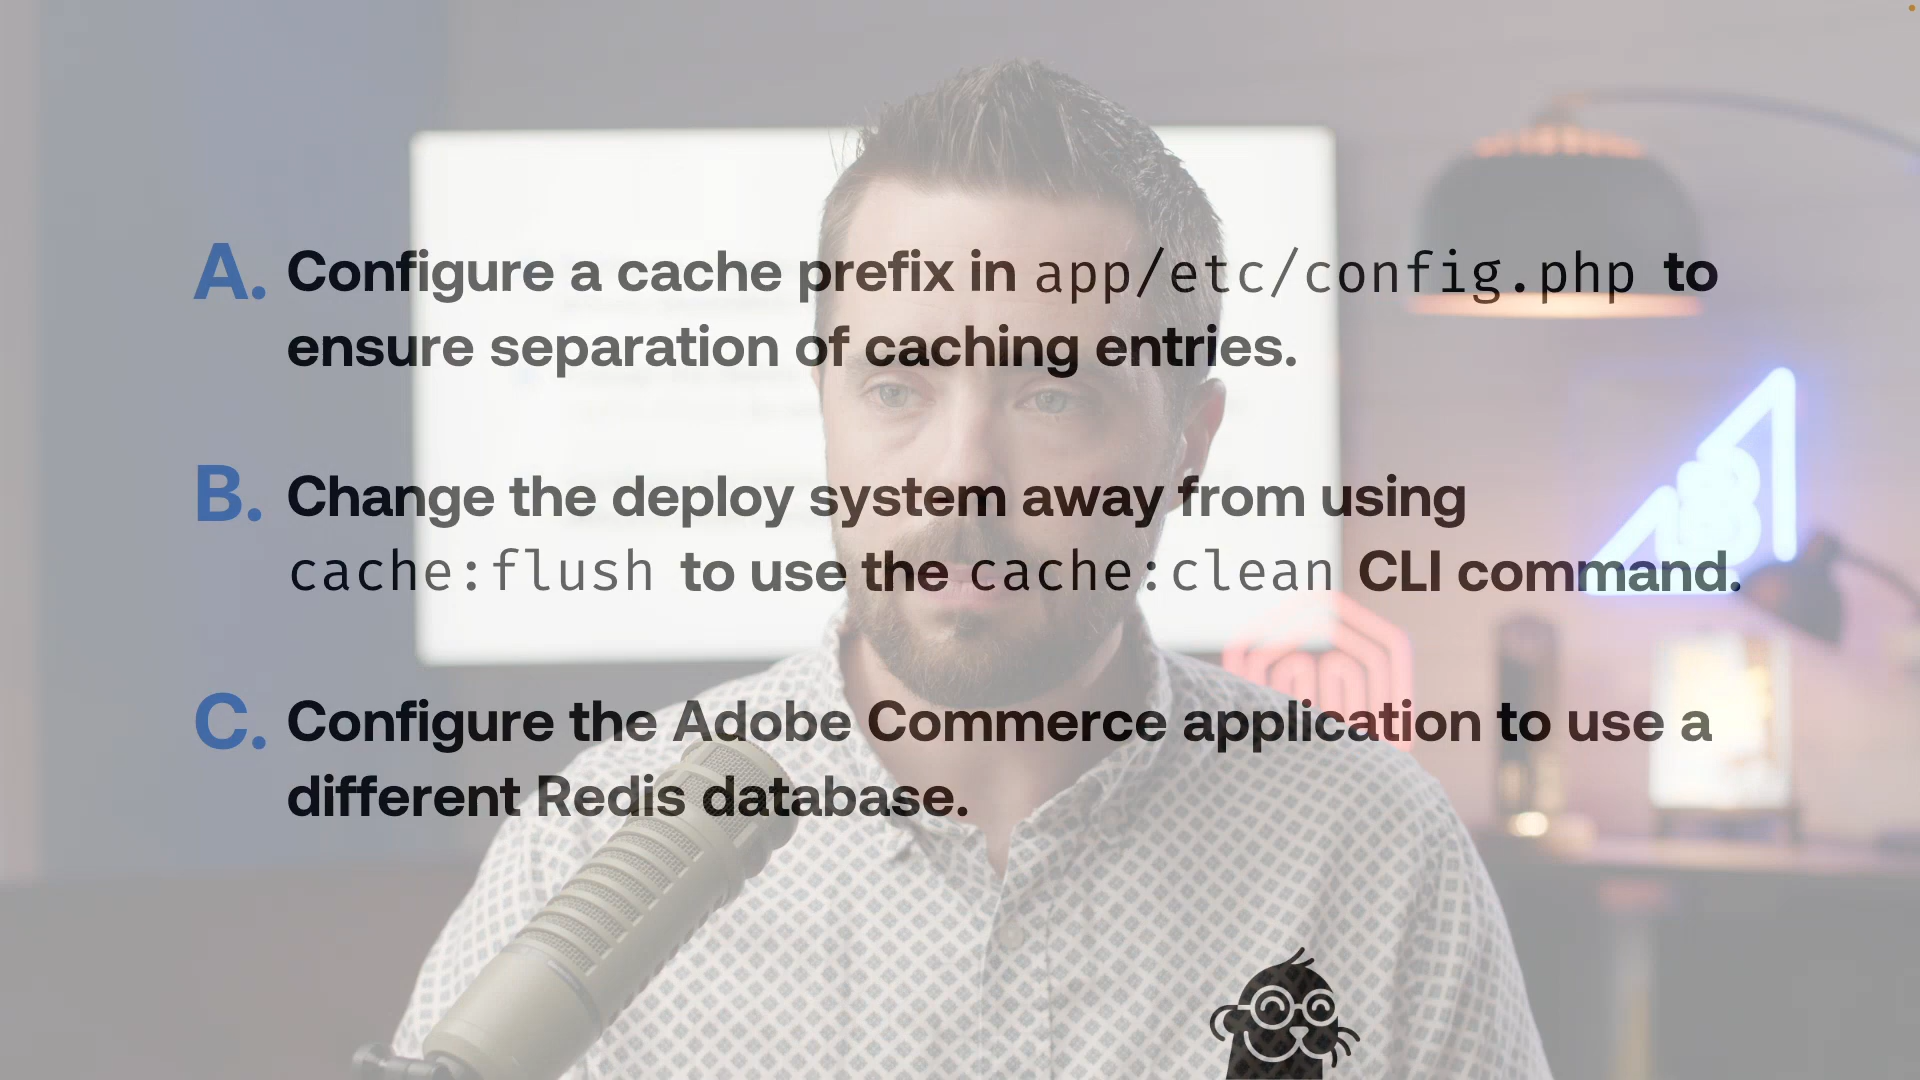 A. Configure a cache prefix in app/etc/config.php to
ensure separation of caching entries.
B. Change the deploy system away from using
cache:flush to use the cache:clean CLI command.
C. Configure the Adobe Commerce application to use a
different Redis database.